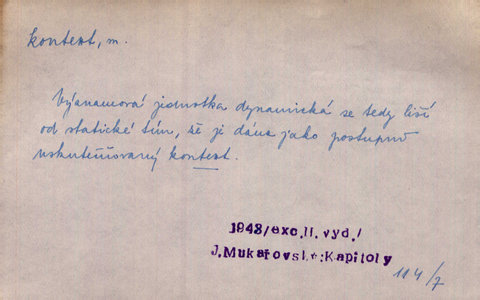 kontext, m.
Významová jednotka dynamická se tedy liší
od statické tím, že je dána jako postupně
uskutečňovaný kontext.
1948/exc.II.vyd./
J.Mukařovský:Kapitoly
114/7